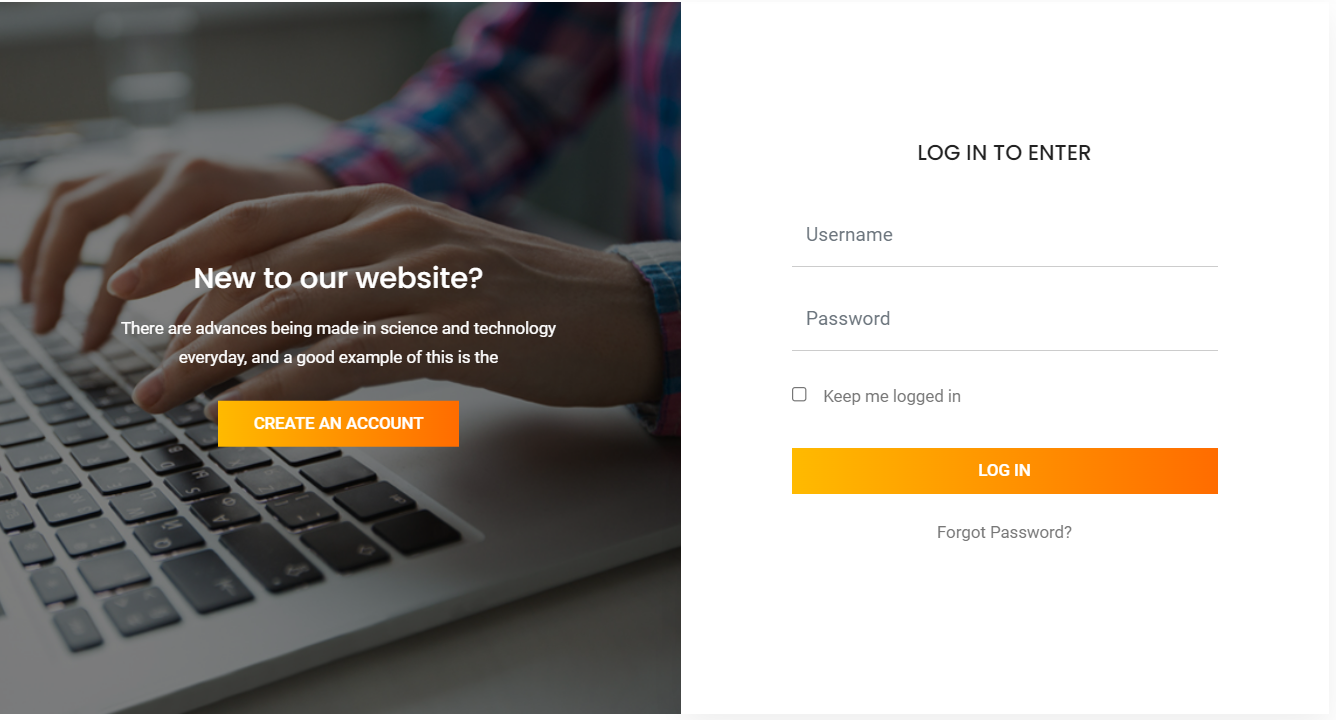 New to our website?
There are advances being made in science and technology
everyday, and a good example of this is the
CREATE AN ACCOUNT
LOG IN TO ENTER
Username
Password
Keep me logged in
LOG IN
Forgot Password?